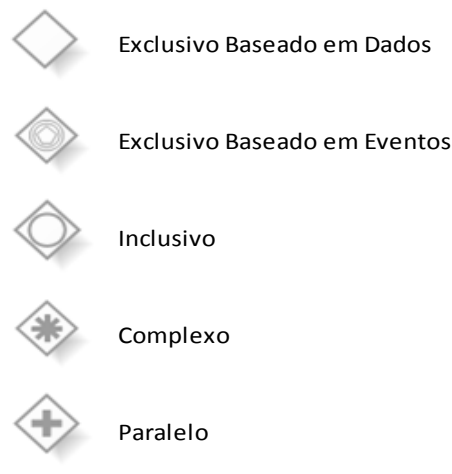 Exclusivo Baseado em Dados
Exclusivo Baseado em Eventos
Inclusivo
Complexo
Paralelo